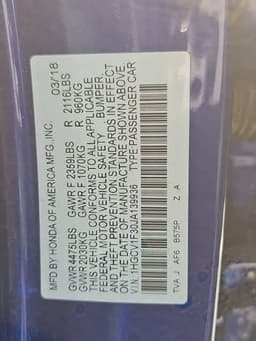 MFD. BY HONDA OF AMERICA MFG., INC. 03/18
GVWR 4475LBS GAWR F 2359LBS R 2116LBS
GVWR 2030KG GAWR F 1070KG R 960KG
THIS VEHICLE CONFORMS TO ALL APPLICABLE
FEDERAL MOTOR VEHICLE SAFETY BUMPER,
AND THEFT PREVENTION STANDARDS IN EFFECT
ON THE DATE OF MANUFACTURE SHOWN ABOVE.
V.I.N. 1HGCV1F30JA139936 TYPE:PASSENGER CAR
TVA J AF6 B575P Z A